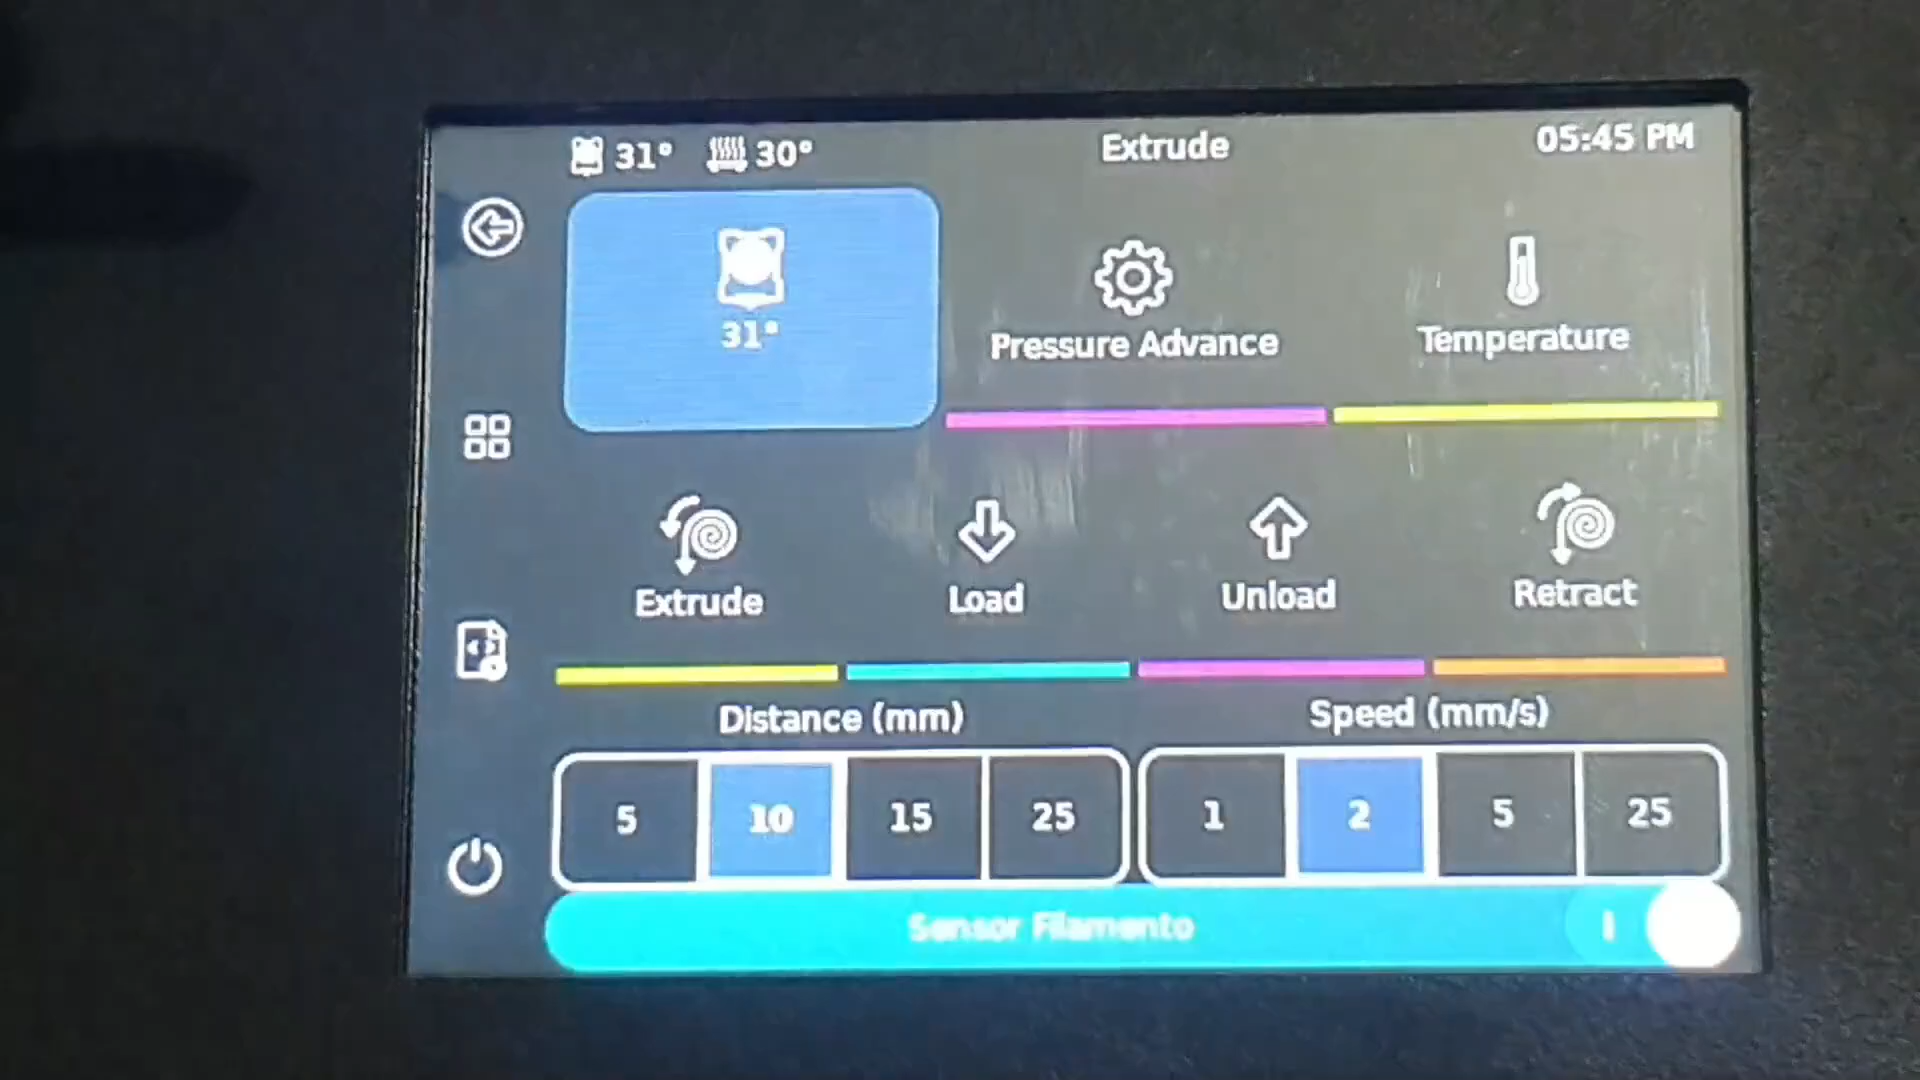 31° 30° Extrude 05:45 PM
31°
Pressure Advance
Temperature
Extrude Load Unload Retract
Distance (mm) Speed (mm/s)
5 10 15 25 1 2 5 25
Sensor Filamento